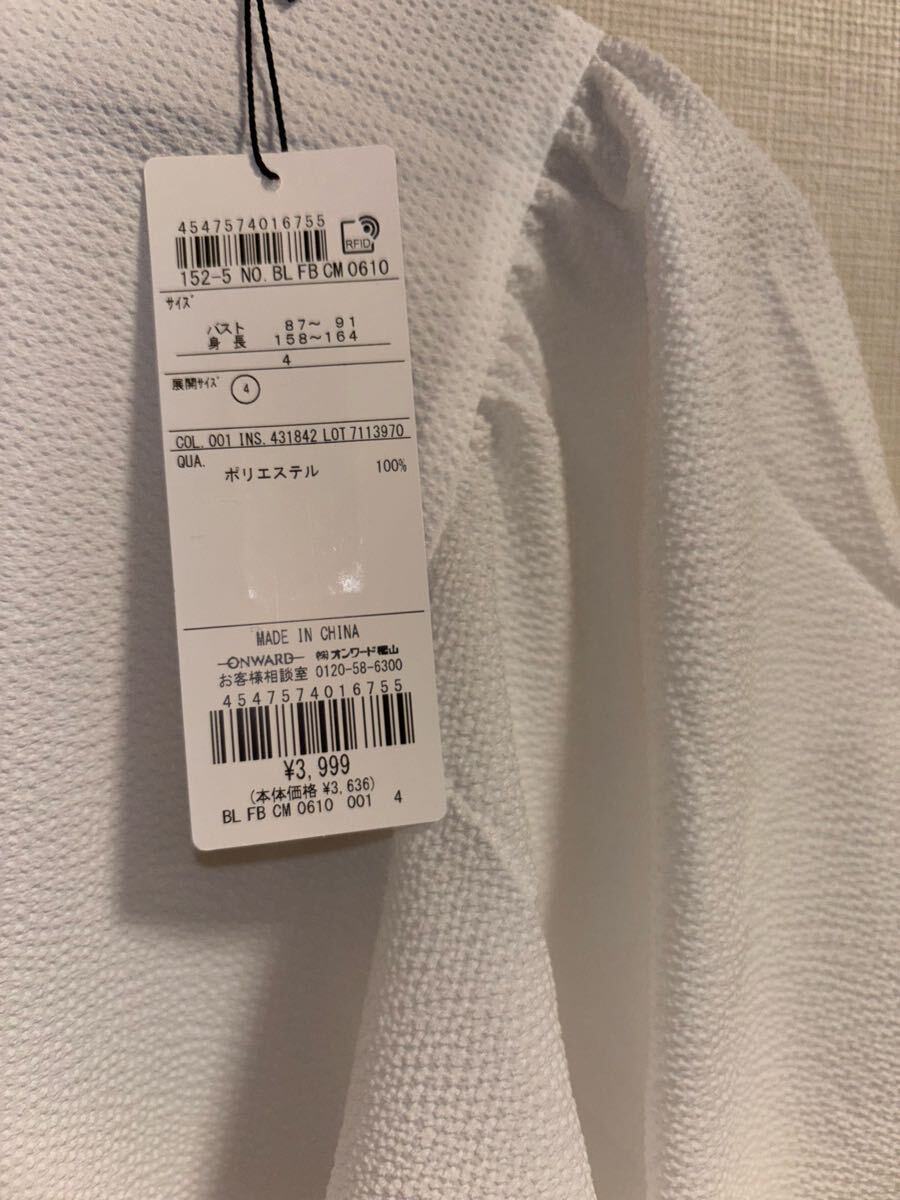 4547574016755
RFID
152-5 NO. BL FB CM 0610
サイズ
バスト 87～ 91
身長 158～164
4
展開サイズ 4
COL. 001 INS. 431842 LOT 7113970
QUA.
ポリエステル 100%
MADE IN CHINA
ONWARD ㈱オンワード樫山
お客様相談室 0120-58-6300
4547574016755
¥3,999
(本体価格 ¥3,636)
BL FB CM 0610 001 4